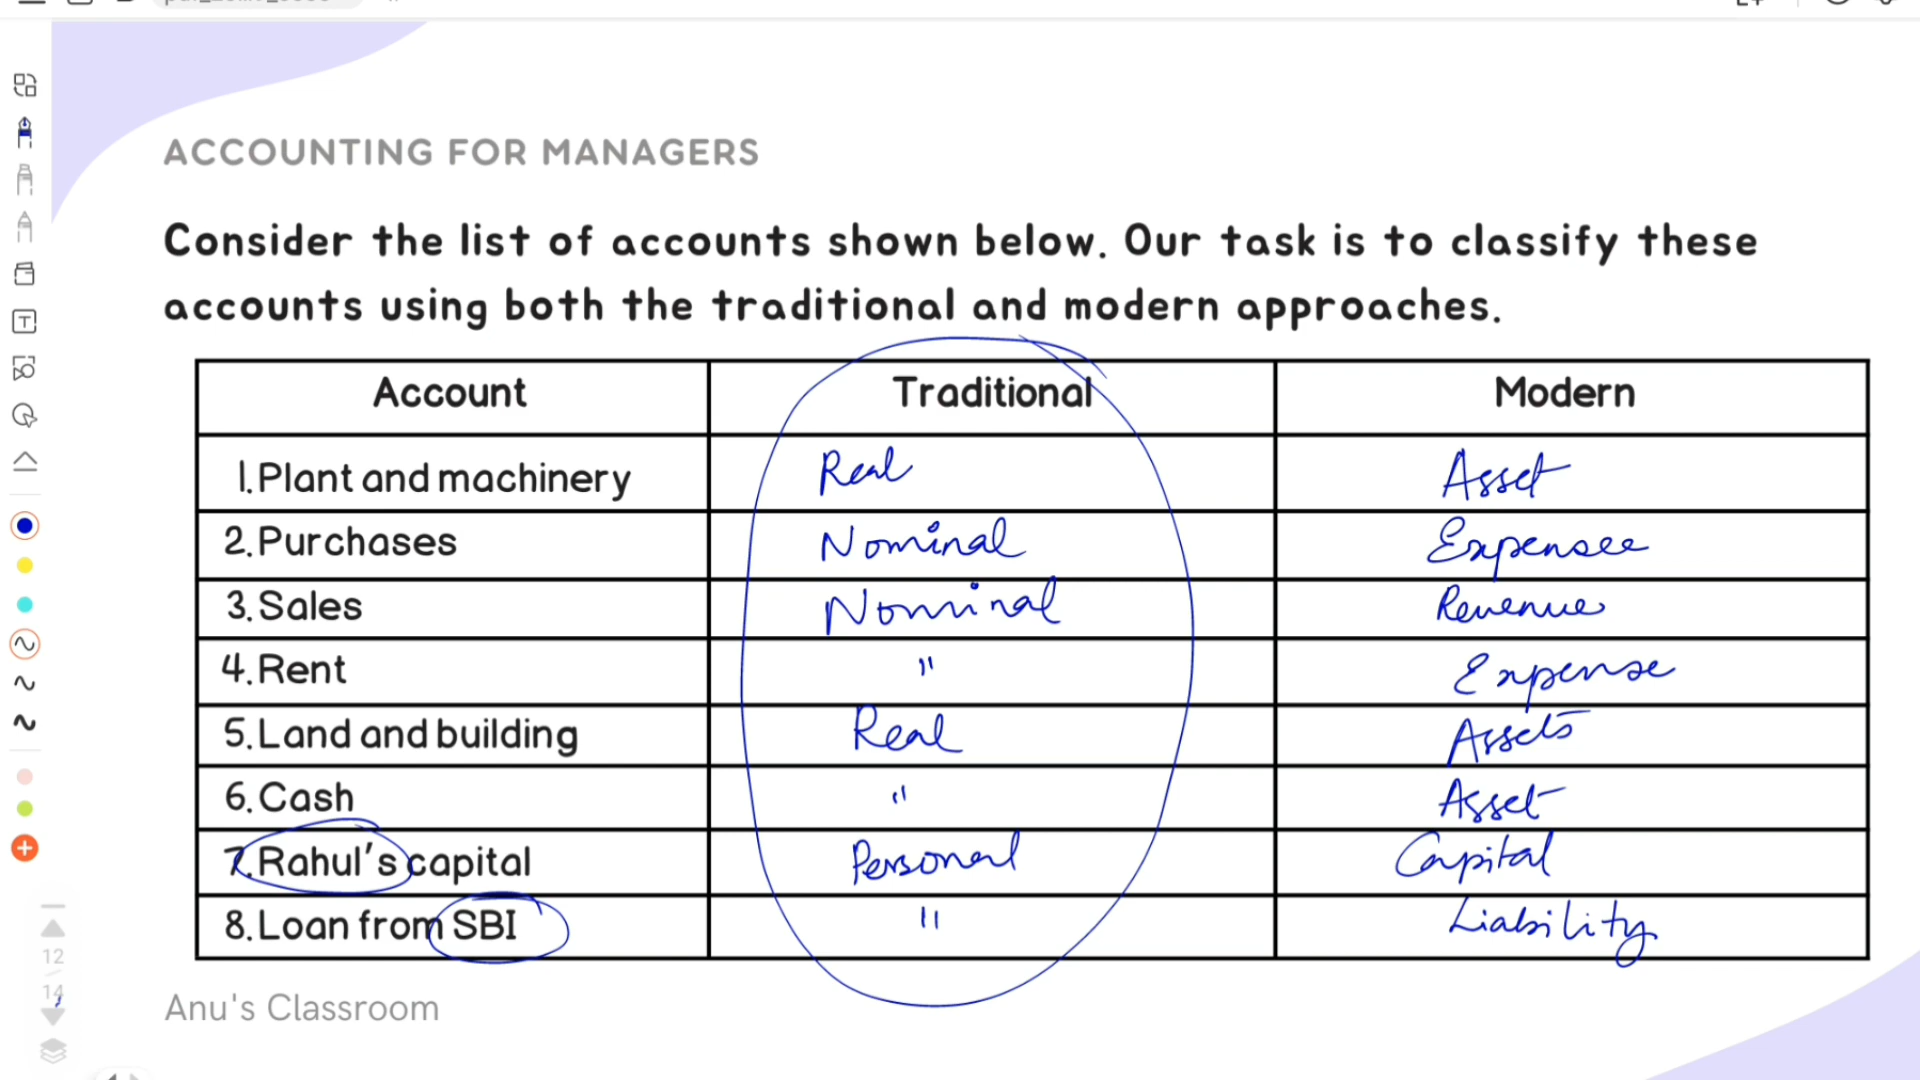 ACCOUNTING FOR MANAGERS
Consider the list of accounts shown below. Our task is to classify these
accounts using both the traditional and modern approaches.
Account Traditional Modern
1. Plant and machinery Real Asset
2. Purchases Nominal Expensee
3. Sales Nominal Revenue
4. Rent " Expense
5. Land and building Real Assets
6. Cash " Asset
7. Rahul's capital Personal Capital
8. Loan from SBI " Liability
12
14
Anu's Classroom